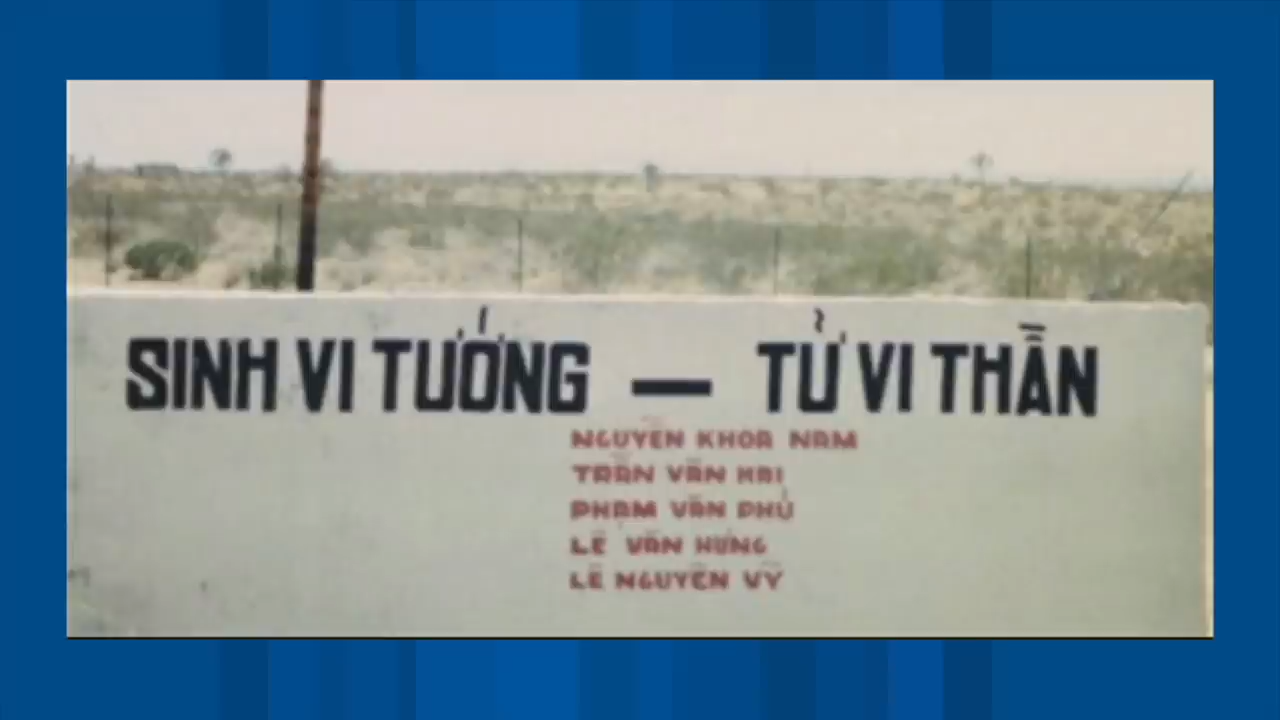 SINH VI TƯỚNG — TỬ VI THẦN
NGUYỄN KHOA NAM
TRẦN VĂN HAI
PHẠM VĂN PHÚ
LÊ VĂN HƯNG
LÊ NGUYÊN VỸ